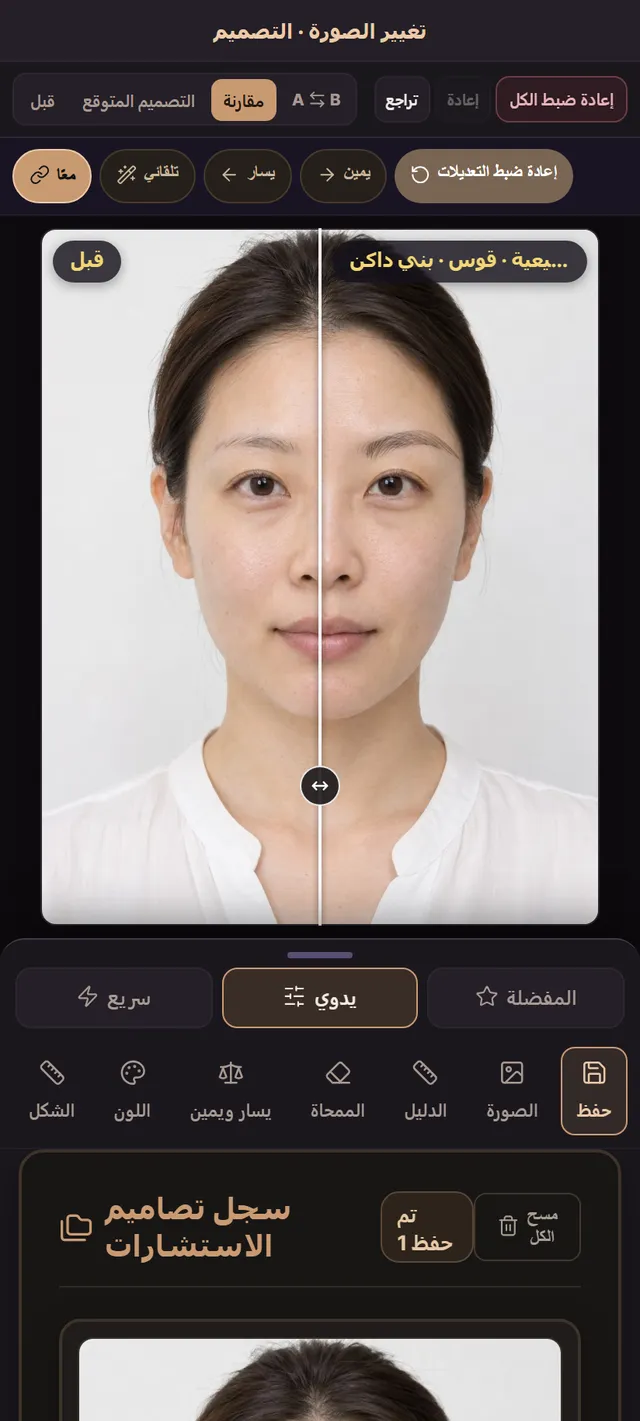 تغيير الصورة · التصميم
قبل
التصميم المتوقع
مقارنة
A B
تراجع
إعادة
إعادة ضبط الكل
معًا
تلقائي
يسار
يمين
إعادة ضبط التعديلات
قبل
...يعية · قوس · بني داكن
سريع
يدوي
المفضلة
الشكل
اللون
يسار ويمين
الممحاة
الدليل
الصورة
حفظ
سجل تصاميم
الاستشارات
تم
حفظ 1
مسح
الكل